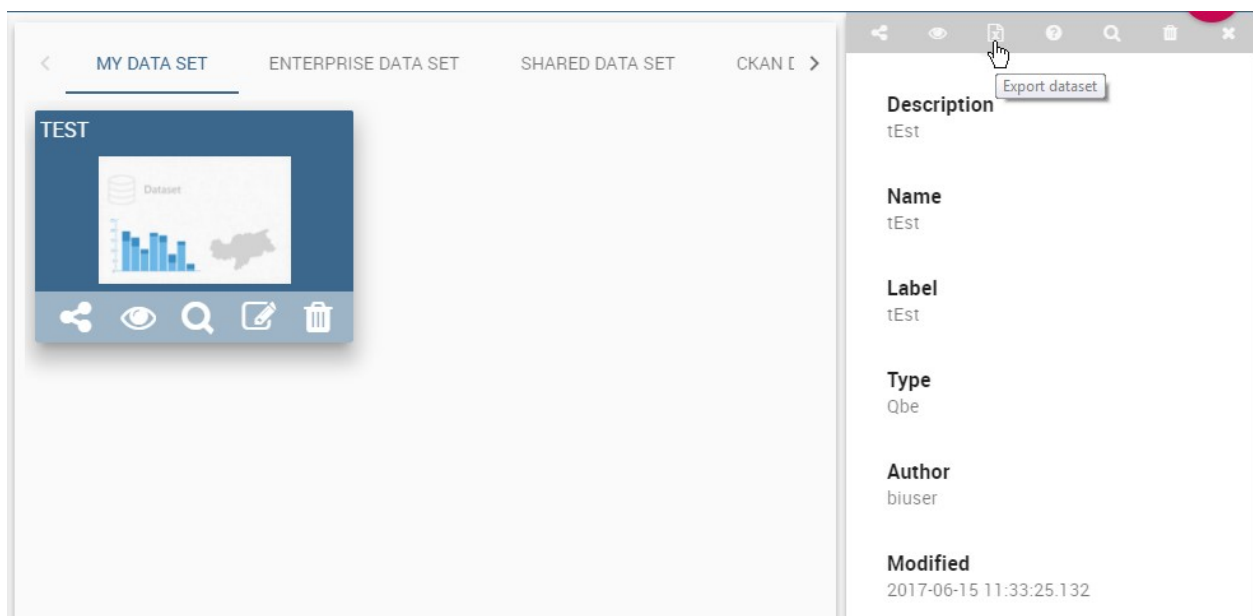 MY DATA SET ENTERPRISE DATA SET SHARED DATA SET CKAN
TEST
Dataset
Export dataset
Description
tEst
Name
tEst
Label
tEst
Type
Qbe
Author
biuser
Modified
2017-06-15 11:33:25.132